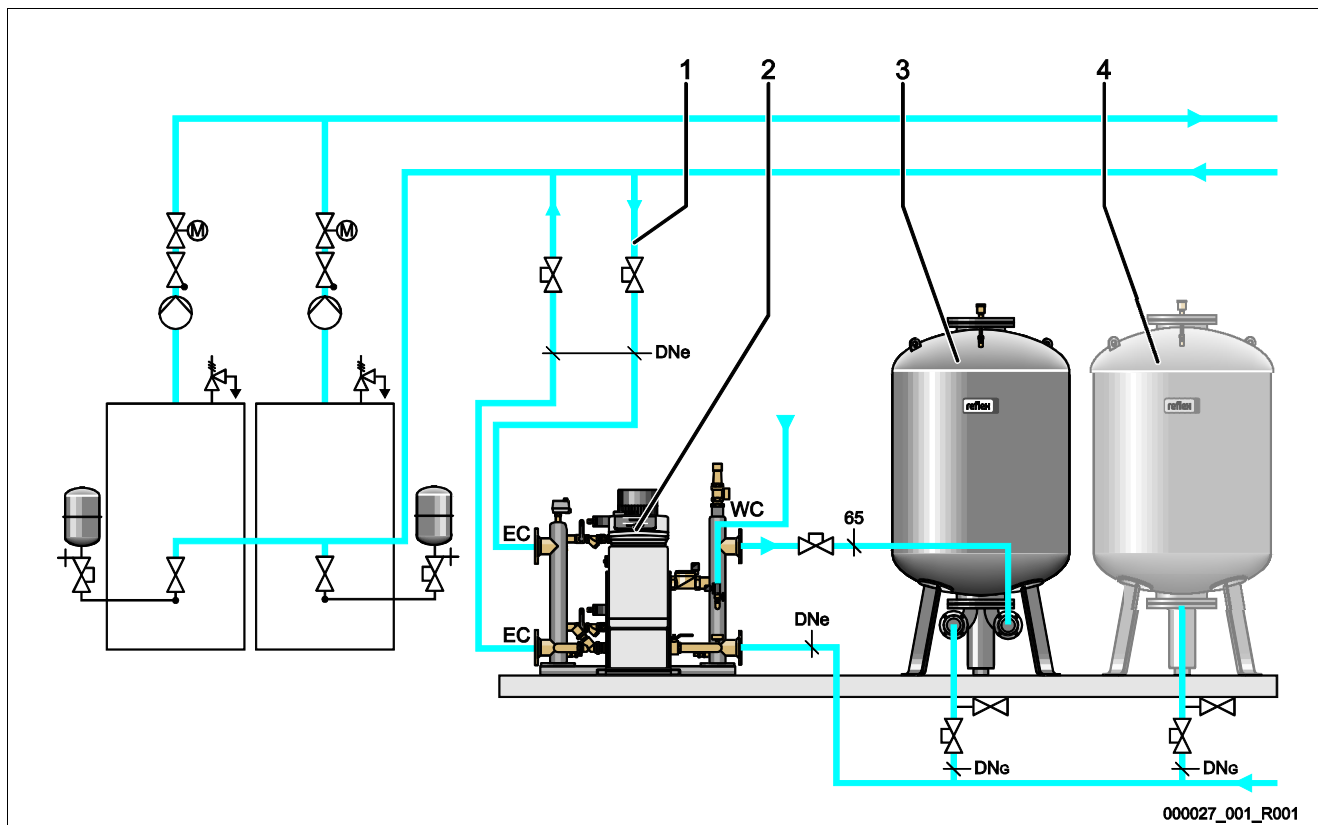 1 2 3 4
M M
DNe
reflex reflex
WC
EC 65
DNe
EC
DNG DNG
000027_001_R001